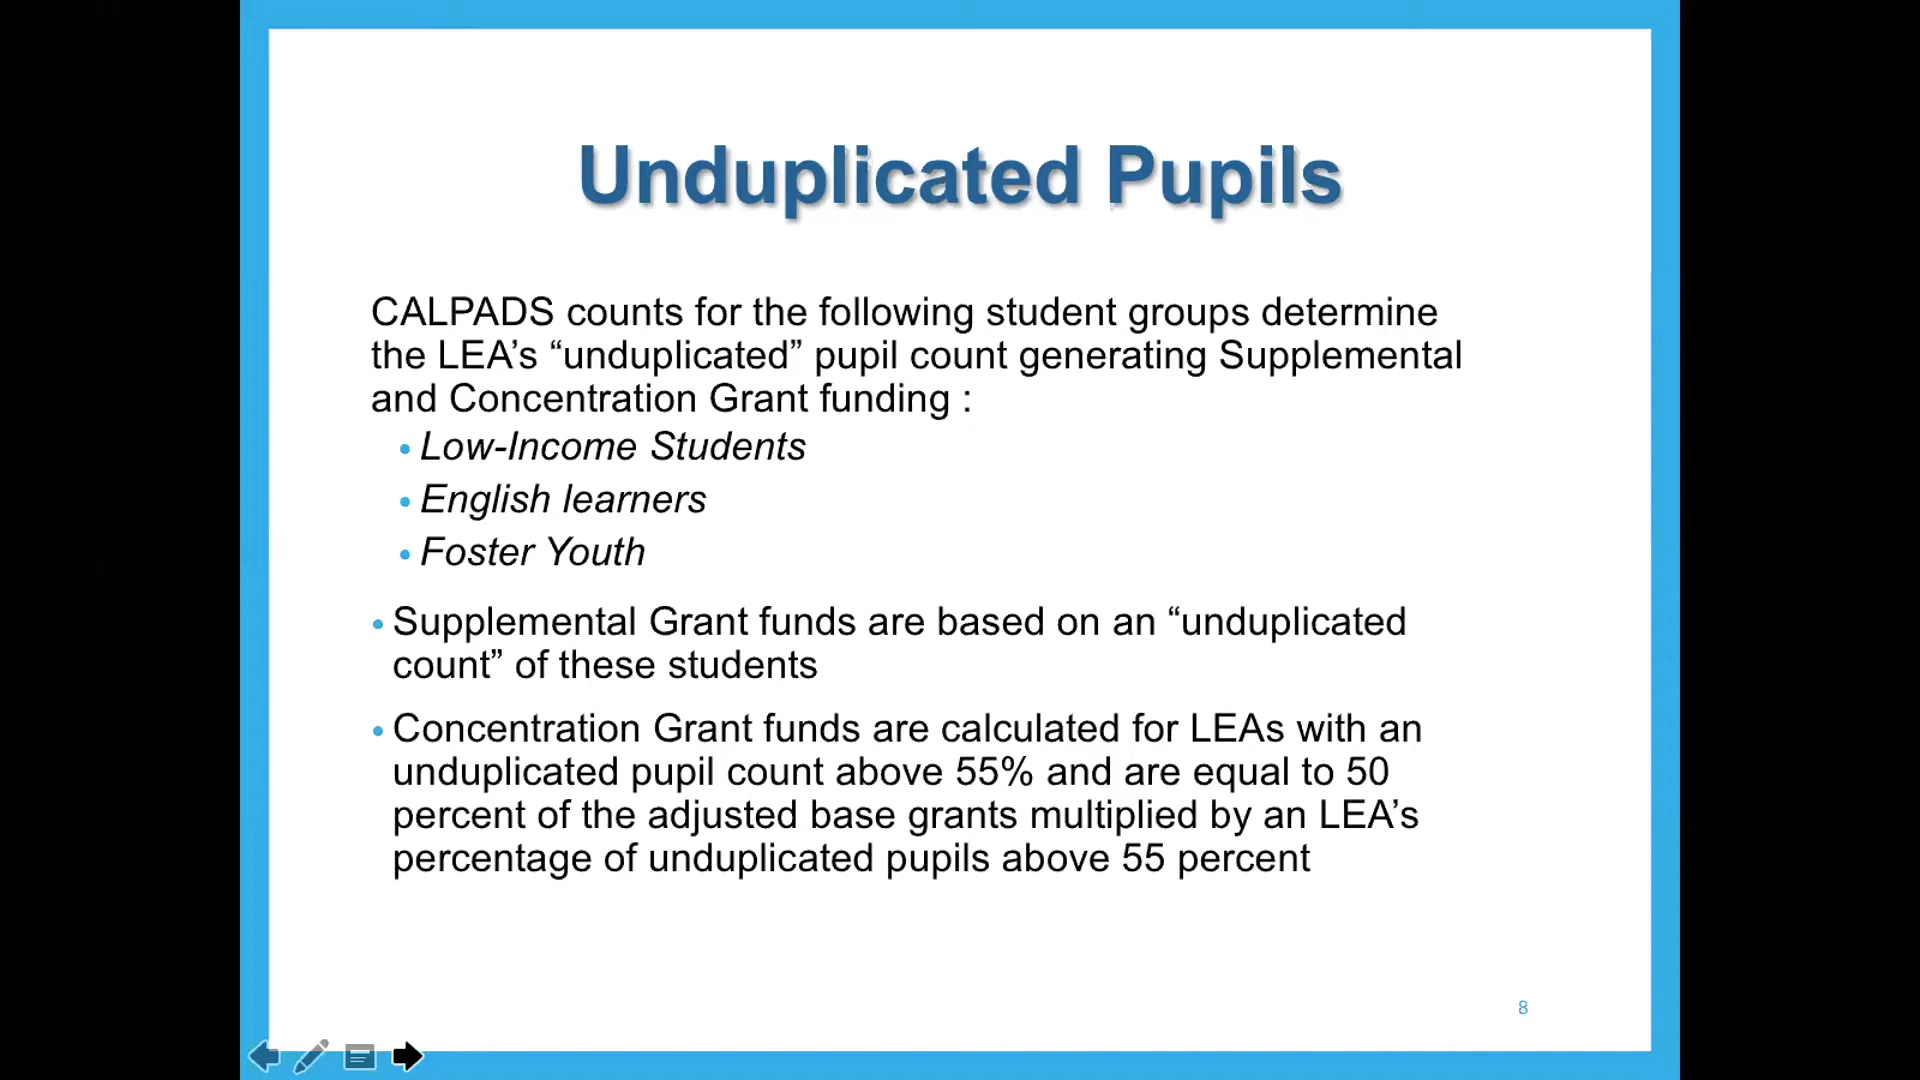 Unduplicated Pupils
CALPADS counts for the following student groups determine
the LEA’s “unduplicated” pupil count generating Supplemental
and Concentration Grant funding :
• Low-Income Students
• English learners
• Foster Youth
• Supplemental Grant funds are based on an “unduplicated
count” of these students
• Concentration Grant funds are calculated for LEAs with an
unduplicated pupil count above 55% and are equal to 50
percent of the adjusted base grants multiplied by an LEA’s
percentage of unduplicated pupils above 55 percent
8